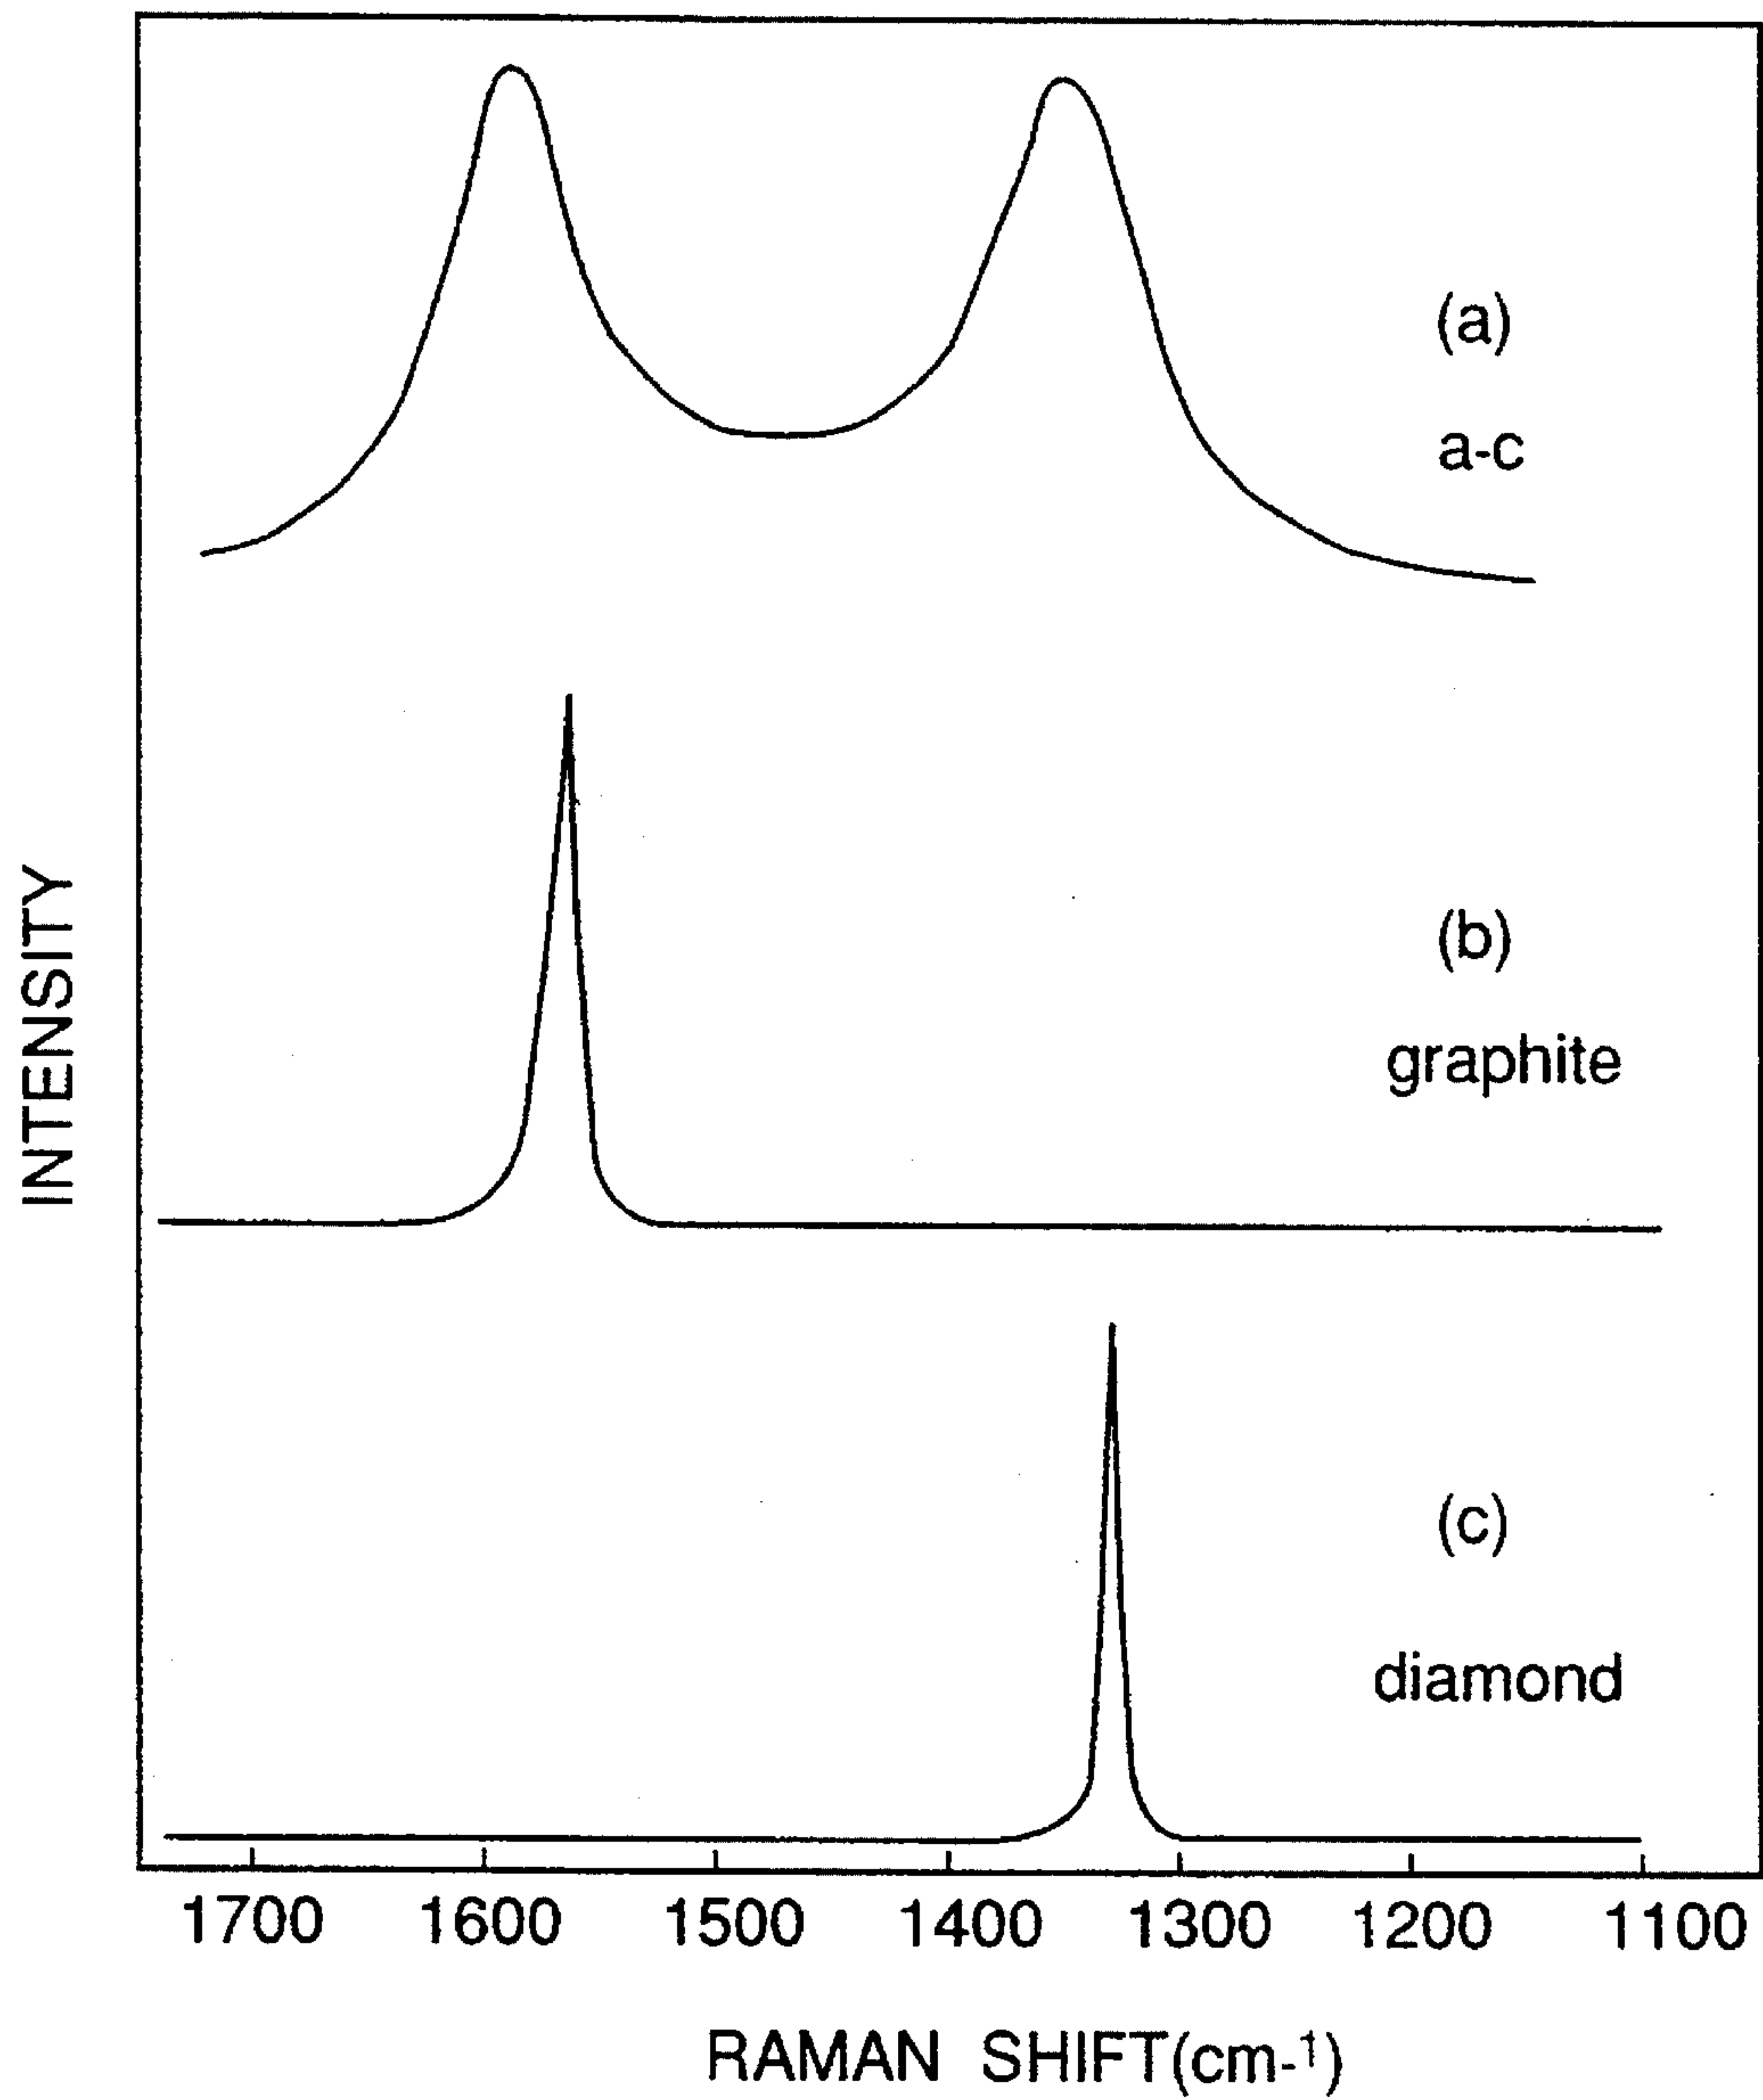 (a)
a-c
INTENSITY
(b)
graphite
(c)
diamond
1700 1600 1500 1400 1300 1200 1100
RAMAN SHIFT(cm-¹)